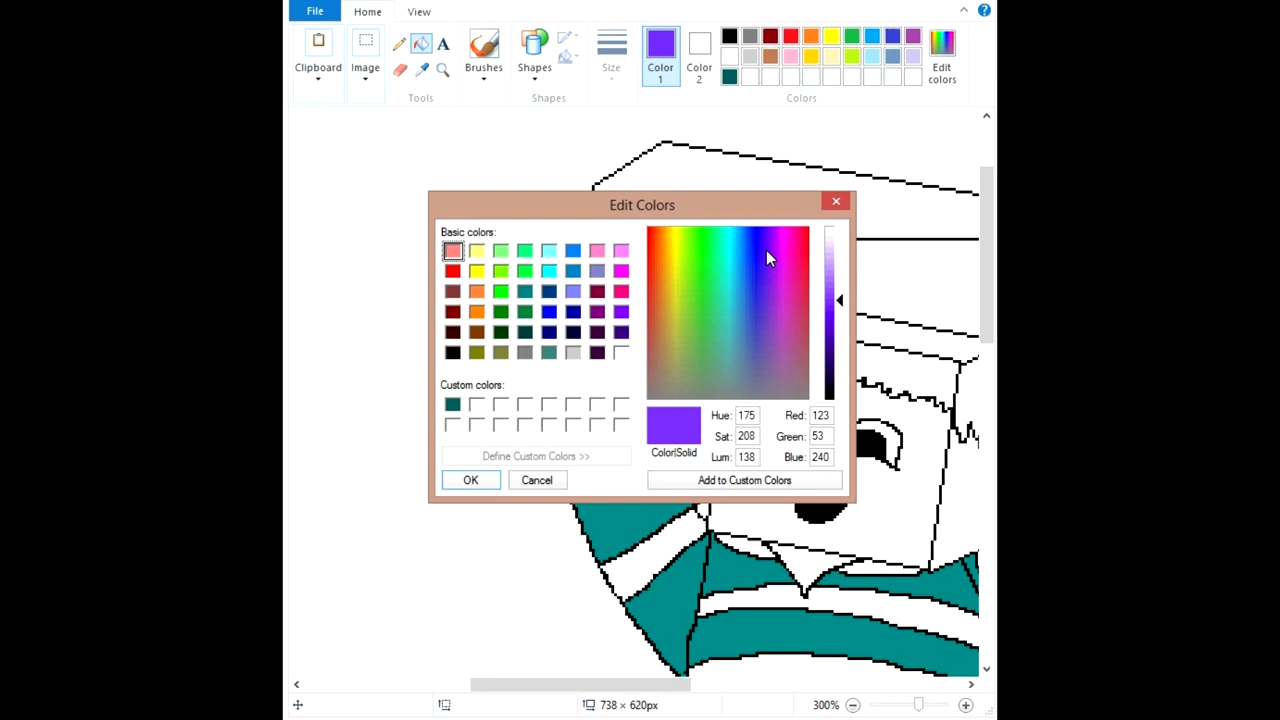 File Home View
Clipboard Image Tools Brushes Shapes Shapes Size Color 1 Color 2 Edit colors Colors
A
Edit Colors
Basic colors:
Custom colors:
Define Custom Colors >>
OK Cancel
Color|Solid
Hue: 175 Red: 123
Sat: 208 Green: 53
Lum: 138 Blue: 240
Add to Custom Colors
738 × 620px 300%